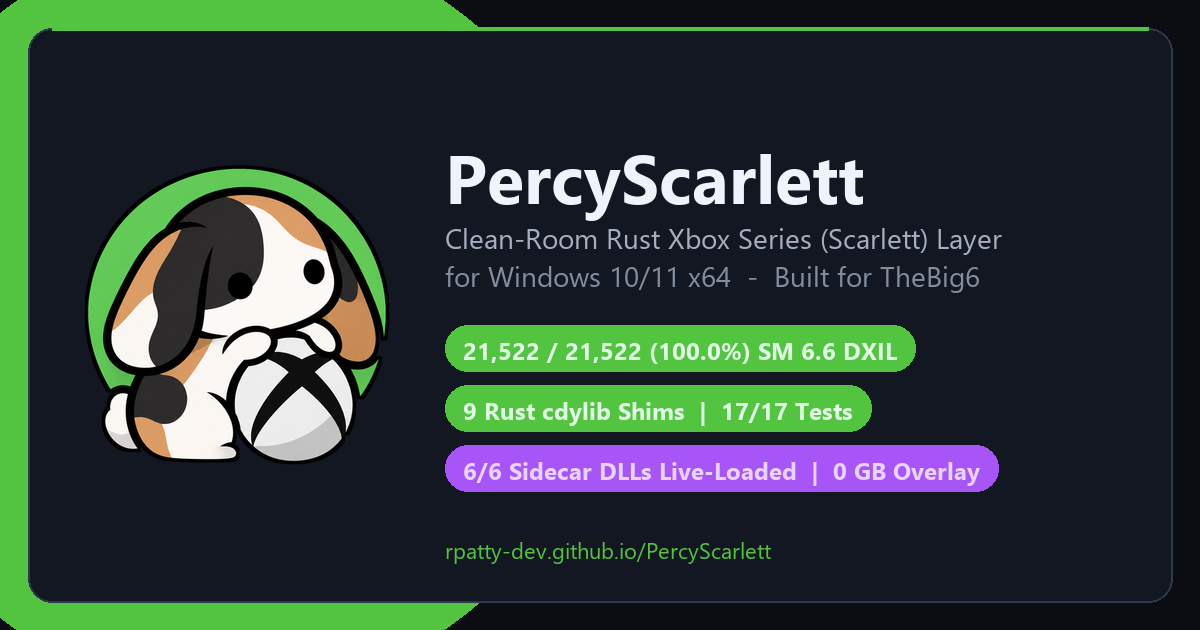 PercyScarlett
Clean-Room Rust Xbox Series (Scarlett) Layer
for Windows 10/11 x64 - Built for TheBig6
21,522 / 21,522 (100.0%) SM 6.6 DXIL
9 Rust cdylib Shims | 17/17 Tests
6/6 Sidecar DLLs Live-Loaded | 0 GB Overlay
rpatty-dev.github.io/PercyScarlett